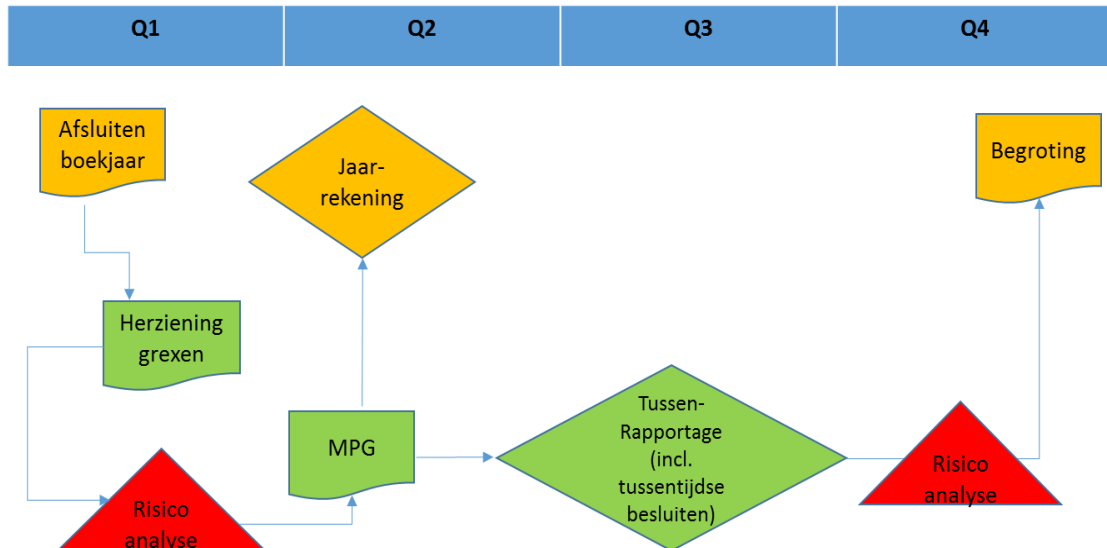 Q1
Q2
Q3
Q4
Afsluiten
boekjaar
Jaar-
rekening
Begroting
Herziening
grexen
MPG
Tussen-
Rapportage
(incl.
tussentijdse
besluiten)
Risico
analyse
Risico
analyse